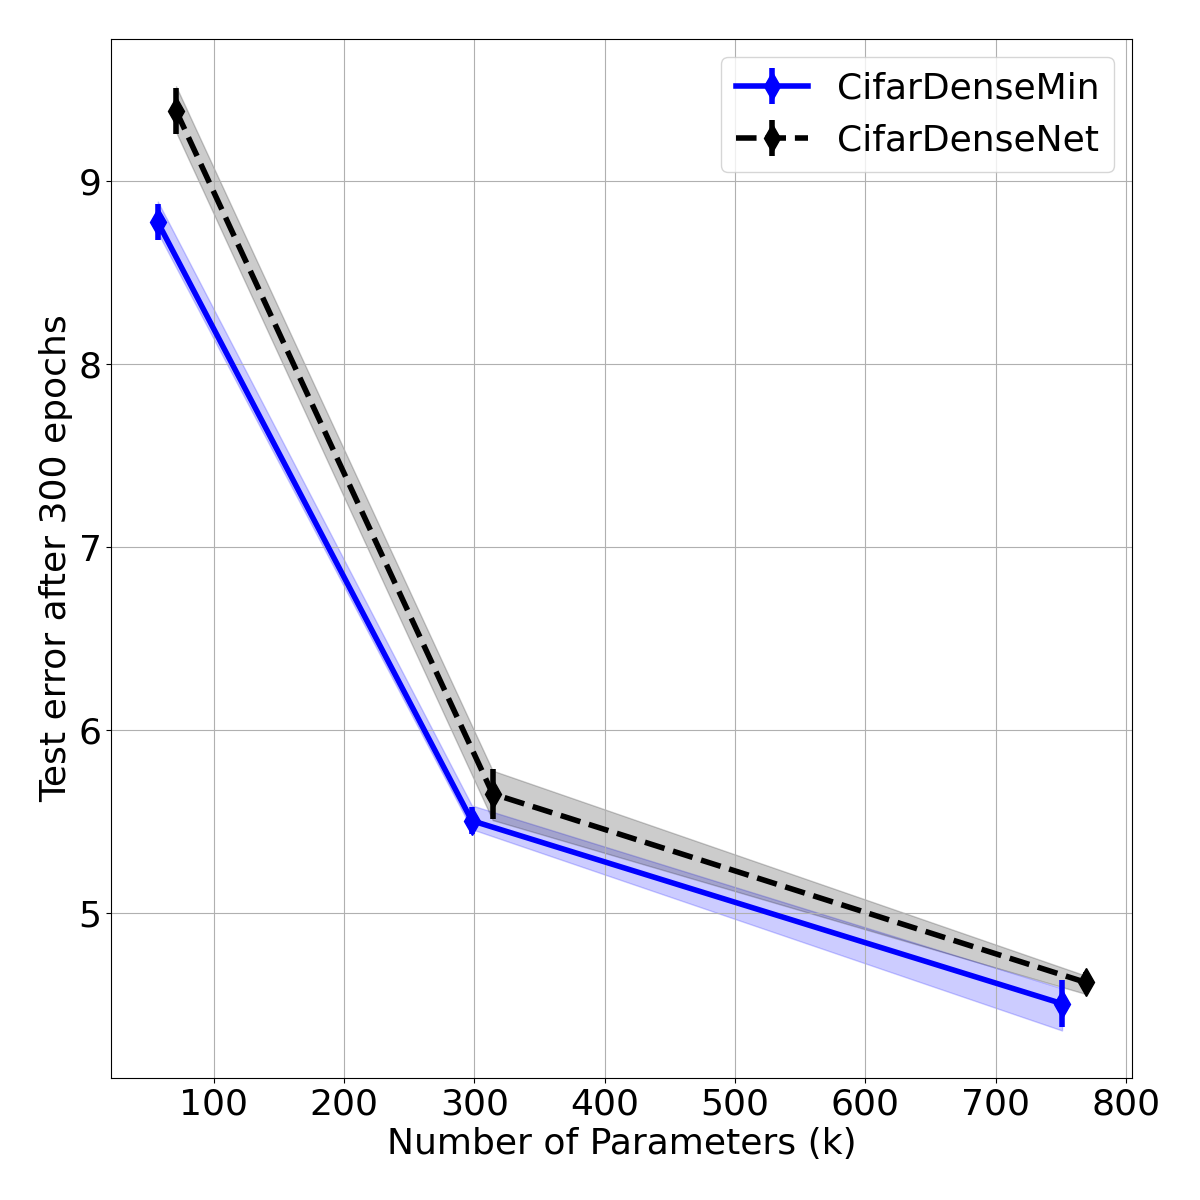 CifarDenseMin
CifarDenseNet
Test error after 300 epochs
9
8
7
6
5
100 200 300 400 500 600 700 800
Number of Parameters (k)